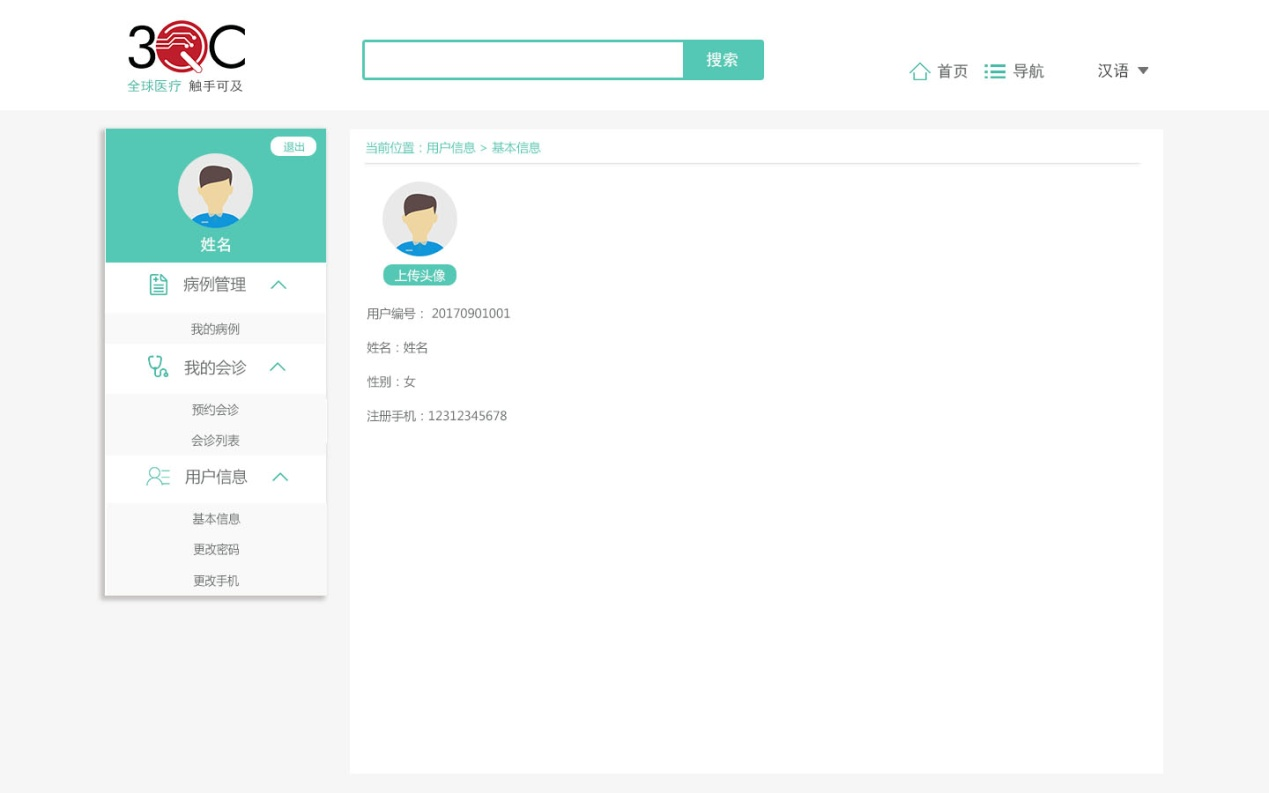 3QC
全球医疗 触手可及
搜索
首页
导航
汉语
退出
姓名
病例管理
我的病例
我的会诊
预约会诊
会诊列表
用户信息
基本信息
更改密码
更改手机
当前位置：用户信息 > 基本信息
上传头像
用户编号： 20170901001
姓名：姓名
性别：女
注册手机：12312345678